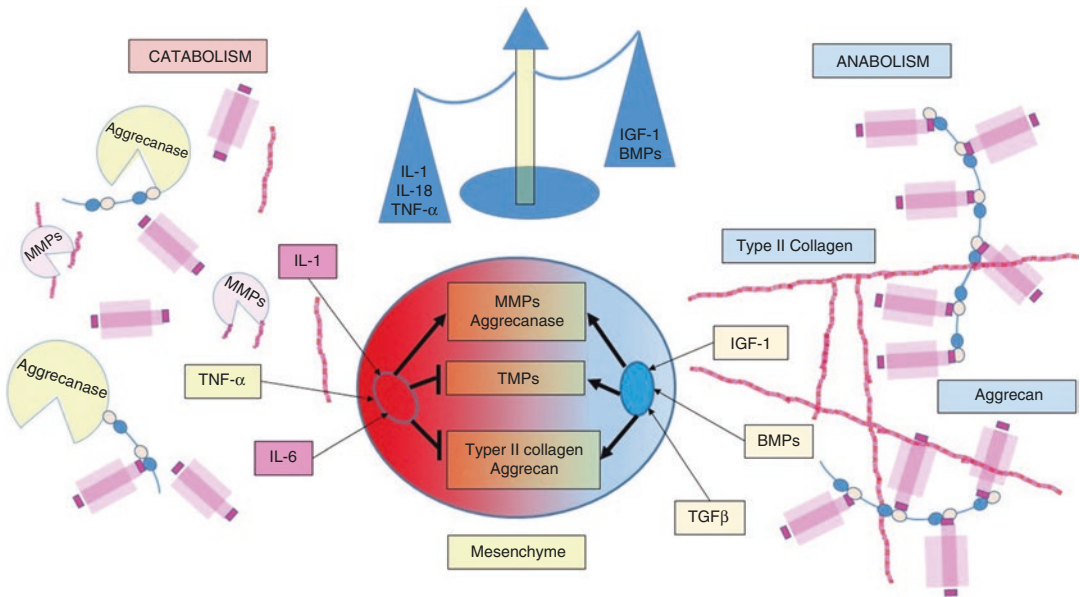 CATABOLISM
ANABOLISM
Aggrecanase
IL-1
IL-18
TNF-α
IGF-1
BMPs
MMPs
MMPs
IL-1
Type II Collagen
MMPs
Aggrecanase
IGF-1
Aggrecanase
TNF-α
TMPs
Aggrecan
IL-6
Typer II collagen
Aggrecan
BMPs
TGFβ
Mesenchyme